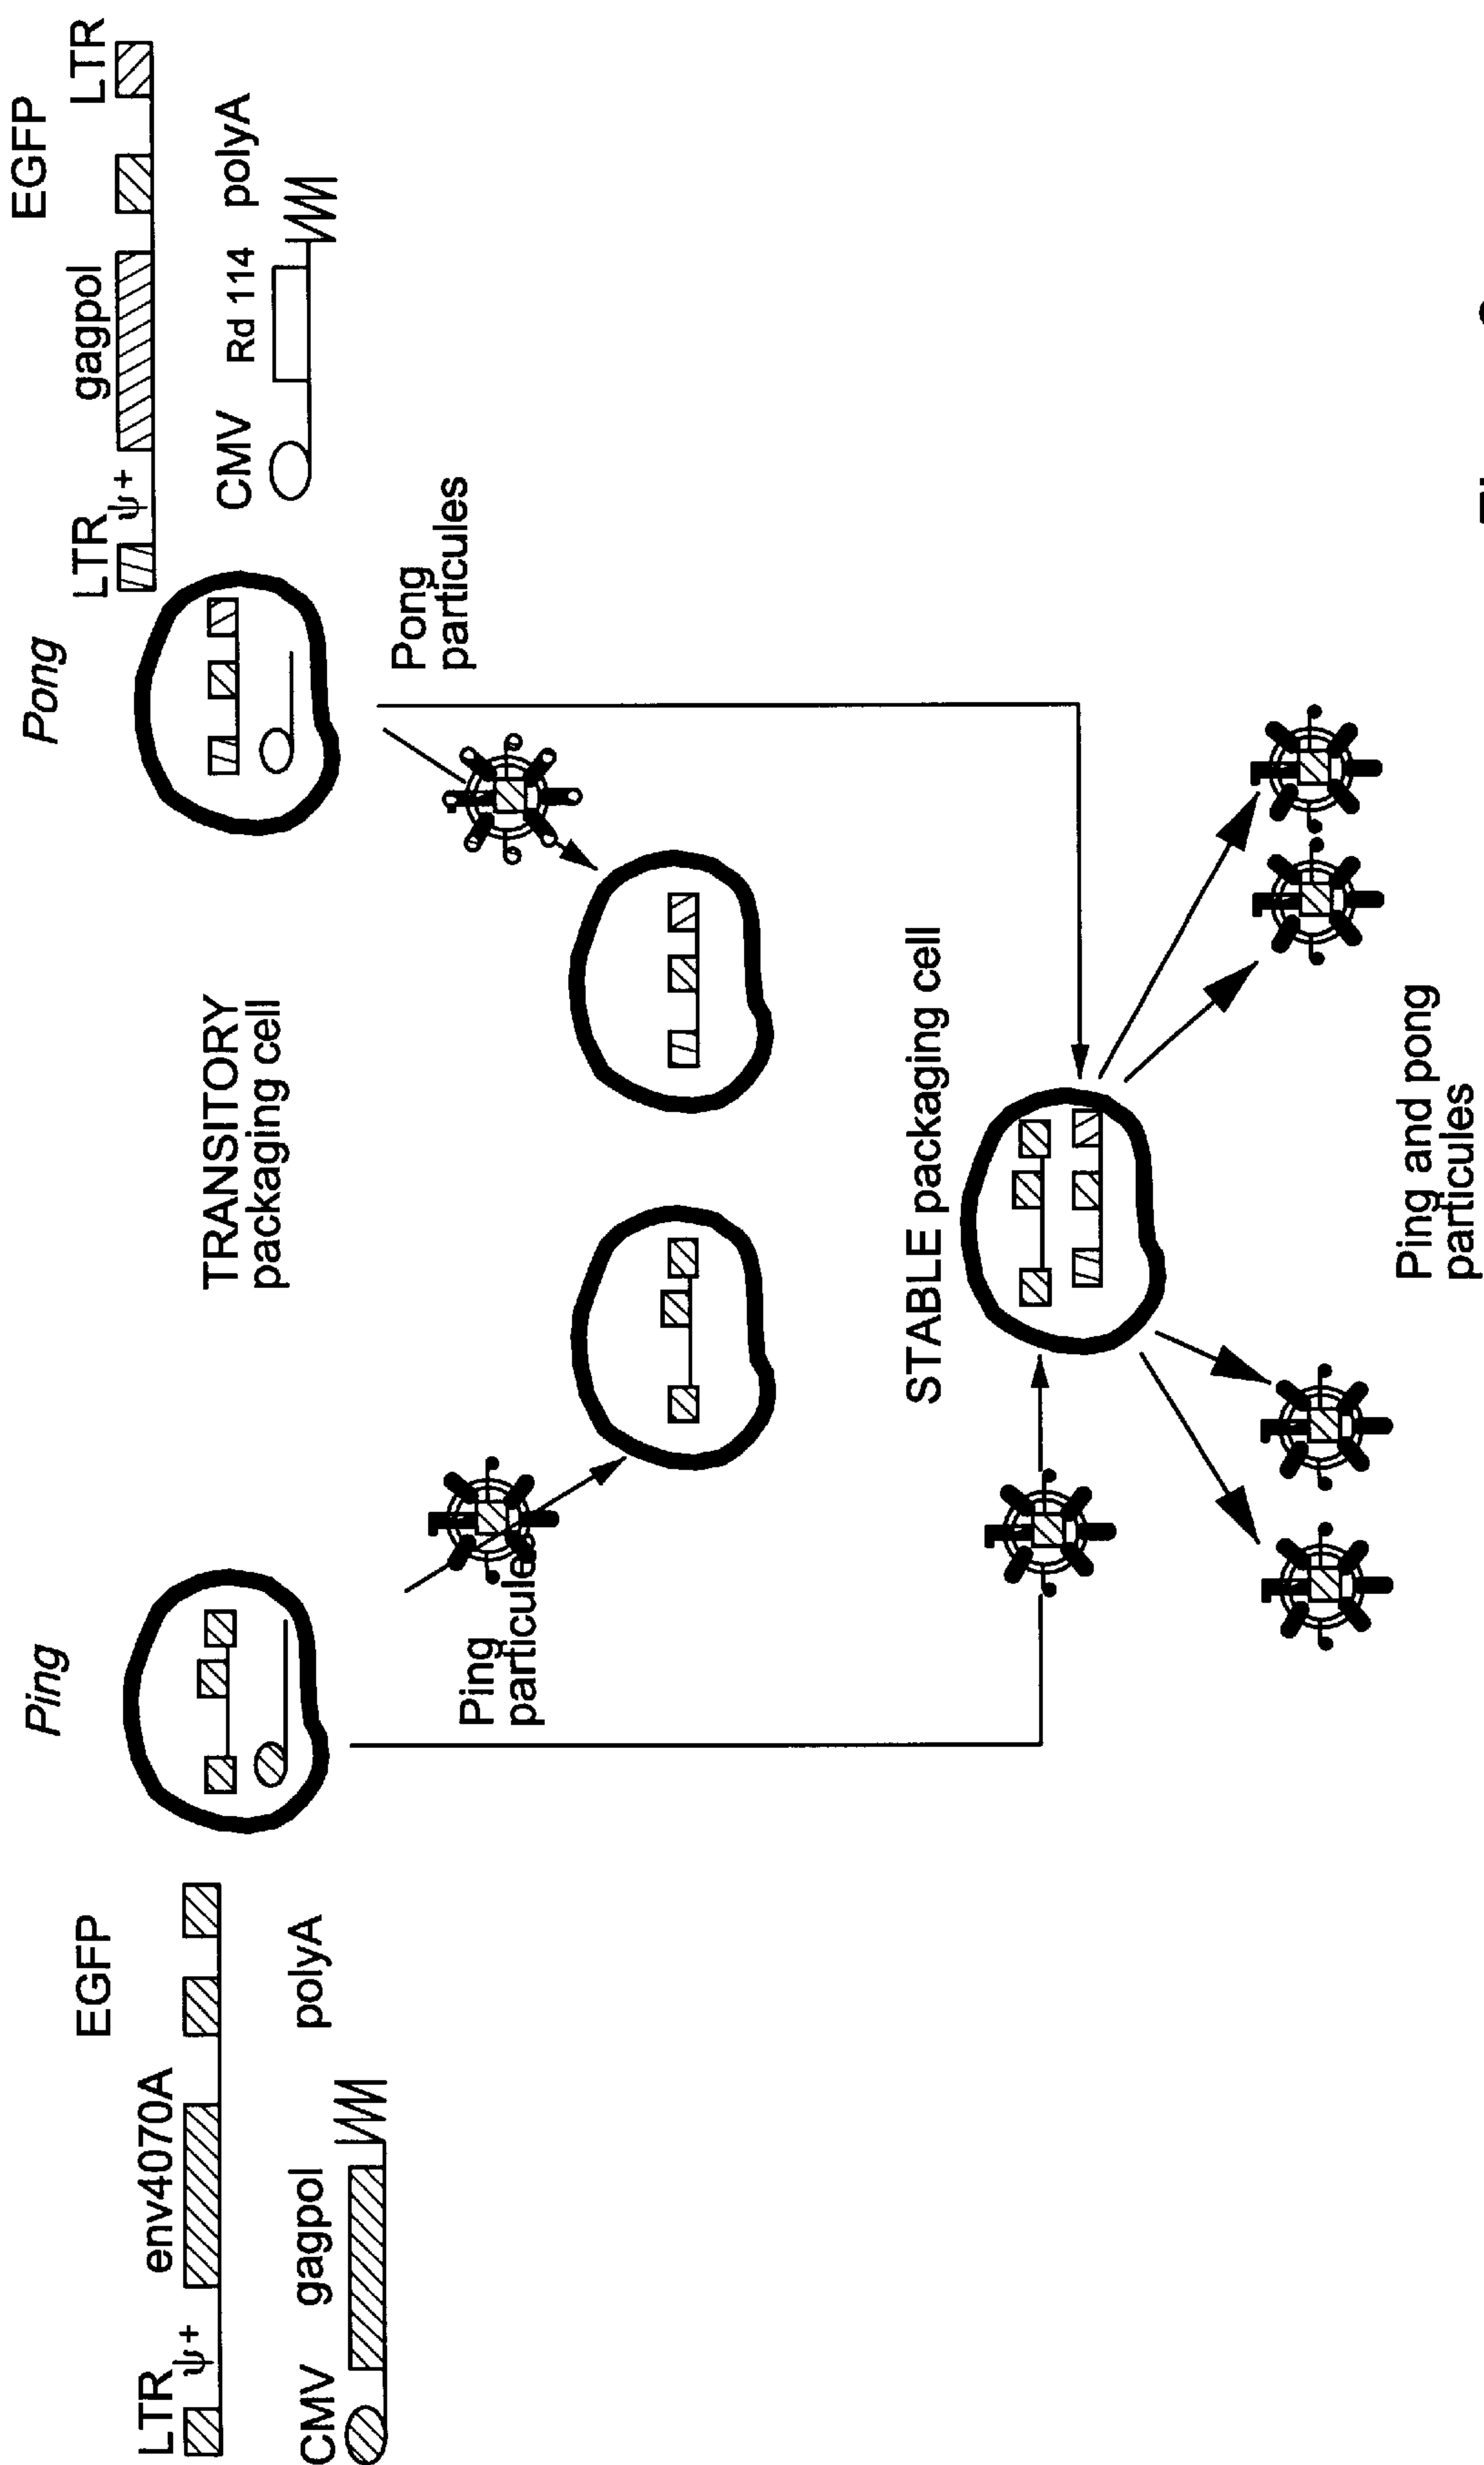 Ping
Pong
EGFP
LTR ψ+ env4070A
EGFP
CMV gagpol polyA
LTR ψ+ gagpol LTR
CMV Rd 114 polyA
TRANSITORY
packaging cell
Ping
particules
Pong
particules
STABLE packaging cell
Ping and pong
particules